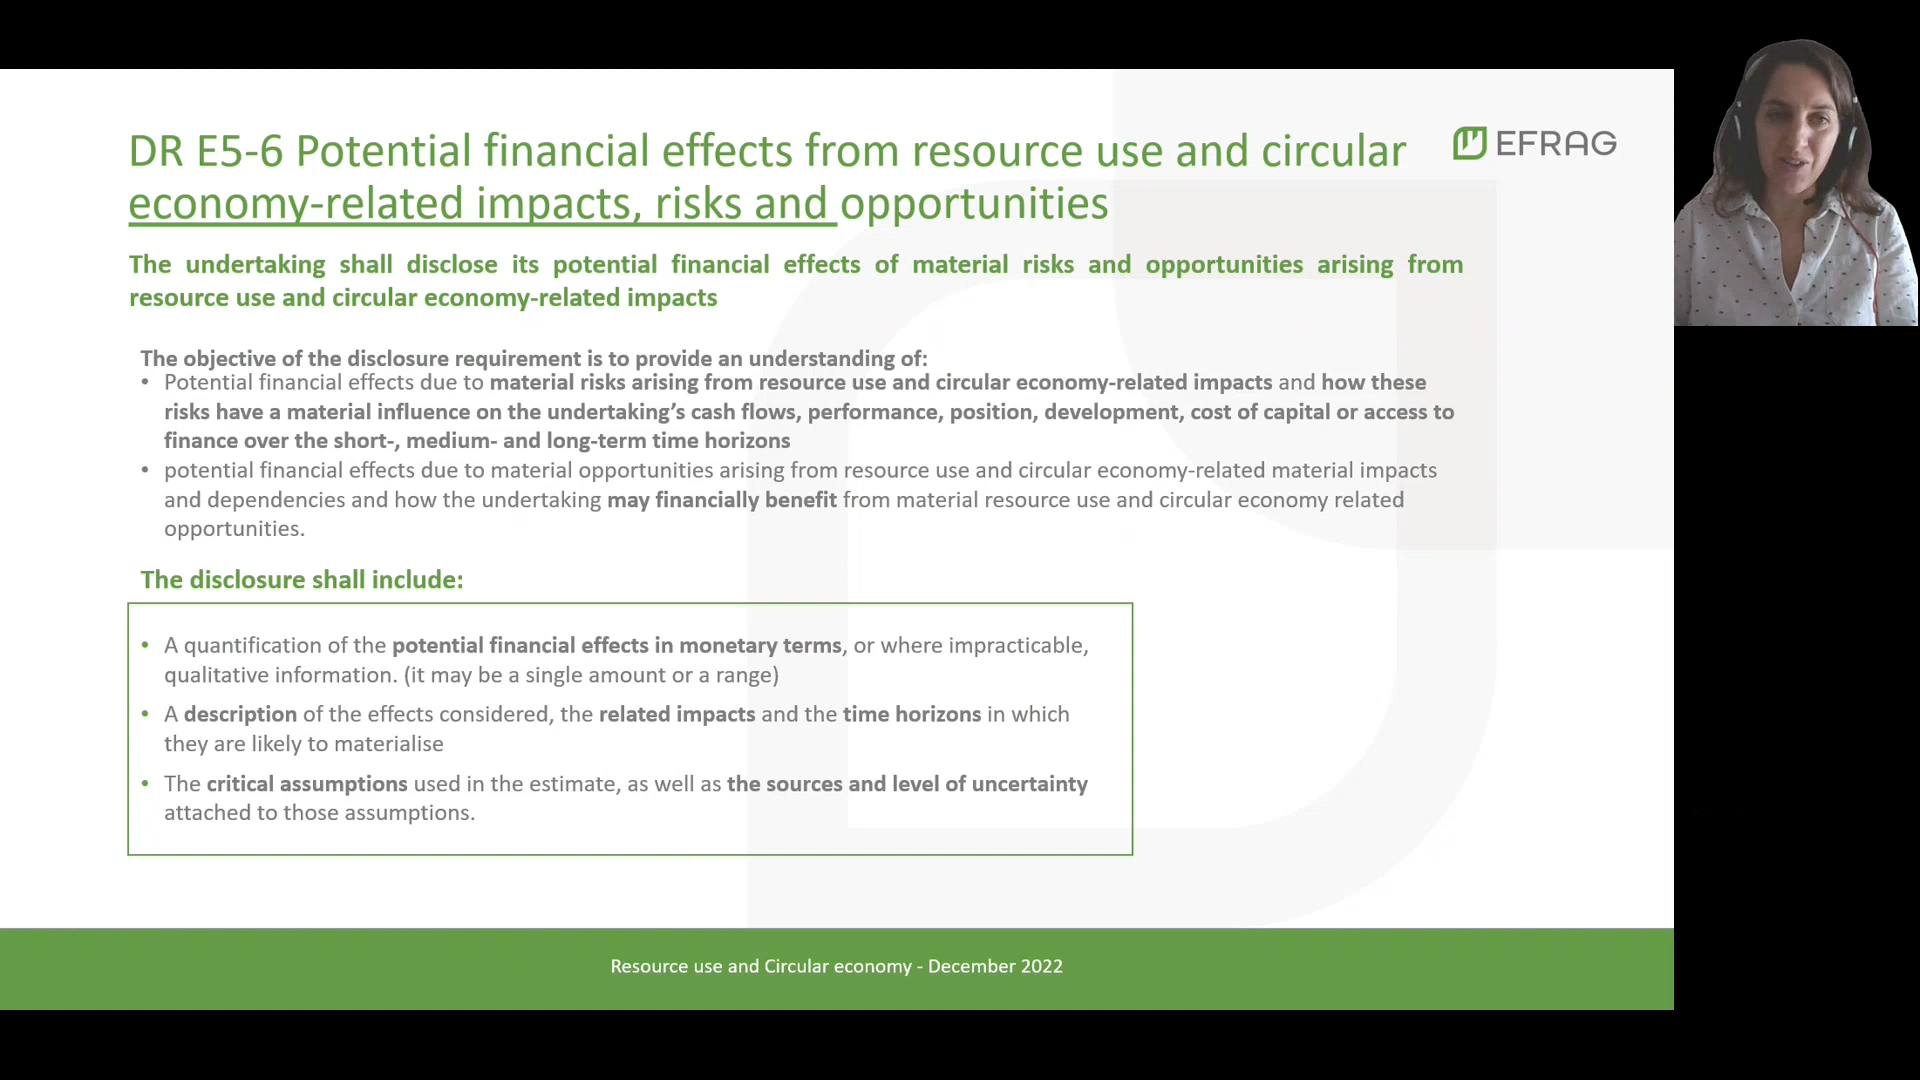 DR E5-6 Potential financial effects from resource use and circular
economy-related impacts, risks and opportunities
EFRAG
The undertaking shall disclose its potential financial effects of material risks and opportunities arising from
resource use and circular economy-related impacts
The objective of the disclosure requirement is to provide an understanding of:
• Potential financial effects due to material risks arising from resource use and circular economy-related impacts and how these
risks have a material influence on the undertaking’s cash flows, performance, position, development, cost of capital or access to
finance over the short-, medium- and long-term time horizons
• potential financial effects due to material opportunities arising from resource use and circular economy-related material impacts
and dependencies and how the undertaking may financially benefit from material resource use and circular economy related
opportunities.
The disclosure shall include:
• A quantification of the potential financial effects in monetary terms, or where impracticable,
qualitative information. (it may be a single amount or a range)
• A description of the effects considered, the related impacts and the time horizons in which
they are likely to materialise
• The critical assumptions used in the estimate, as well as the sources and level of uncertainty
attached to those assumptions.
Resource use and Circular economy - December 2022